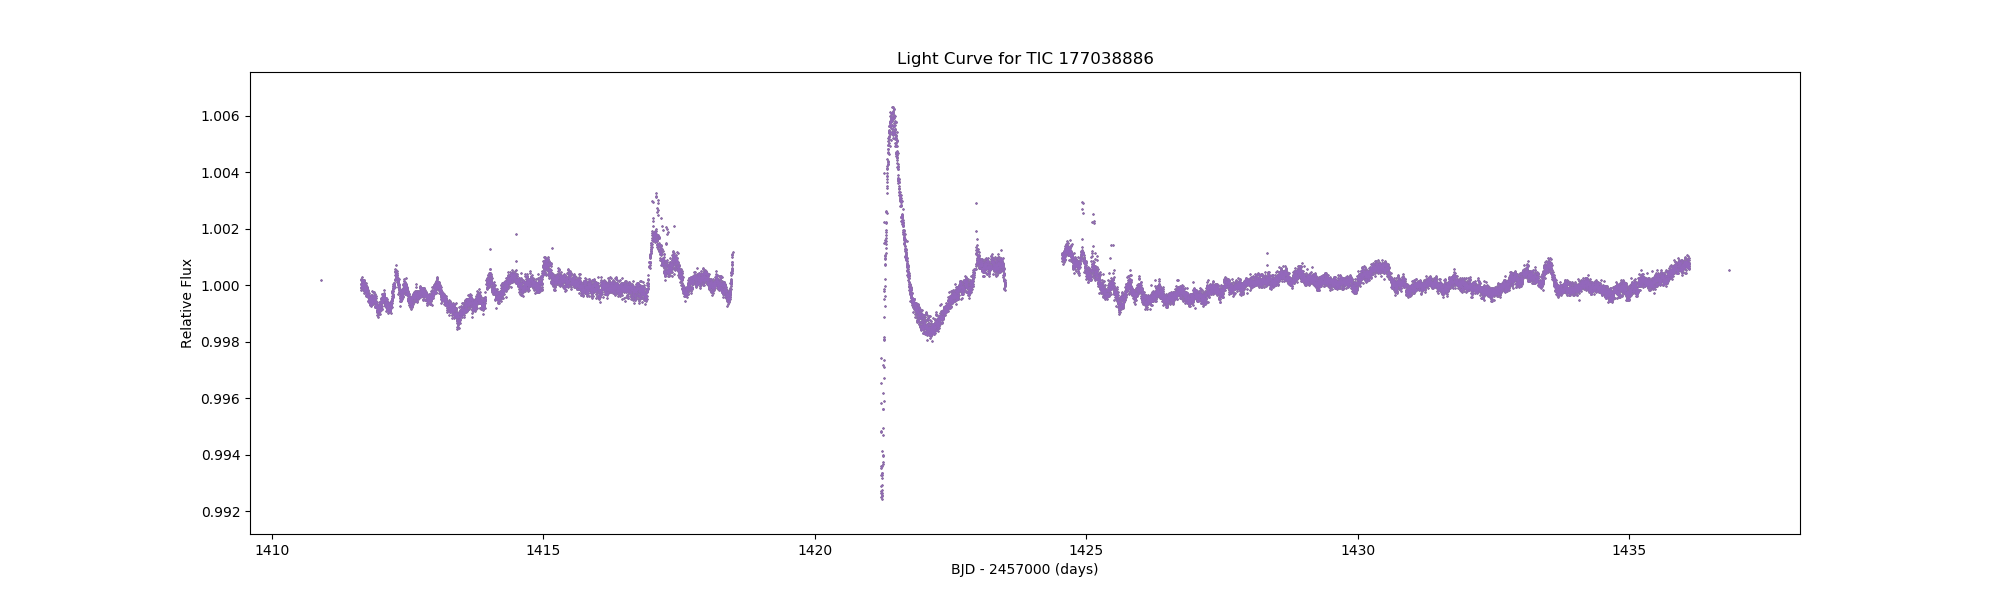 Light Curve for TIC 177038886
Relative Flux
1.006
1.004
1.002
1.000
0.998
0.996
0.994
0.992
1410 1415 1420 1425 1430 1435
BJD - 2457000 (days)